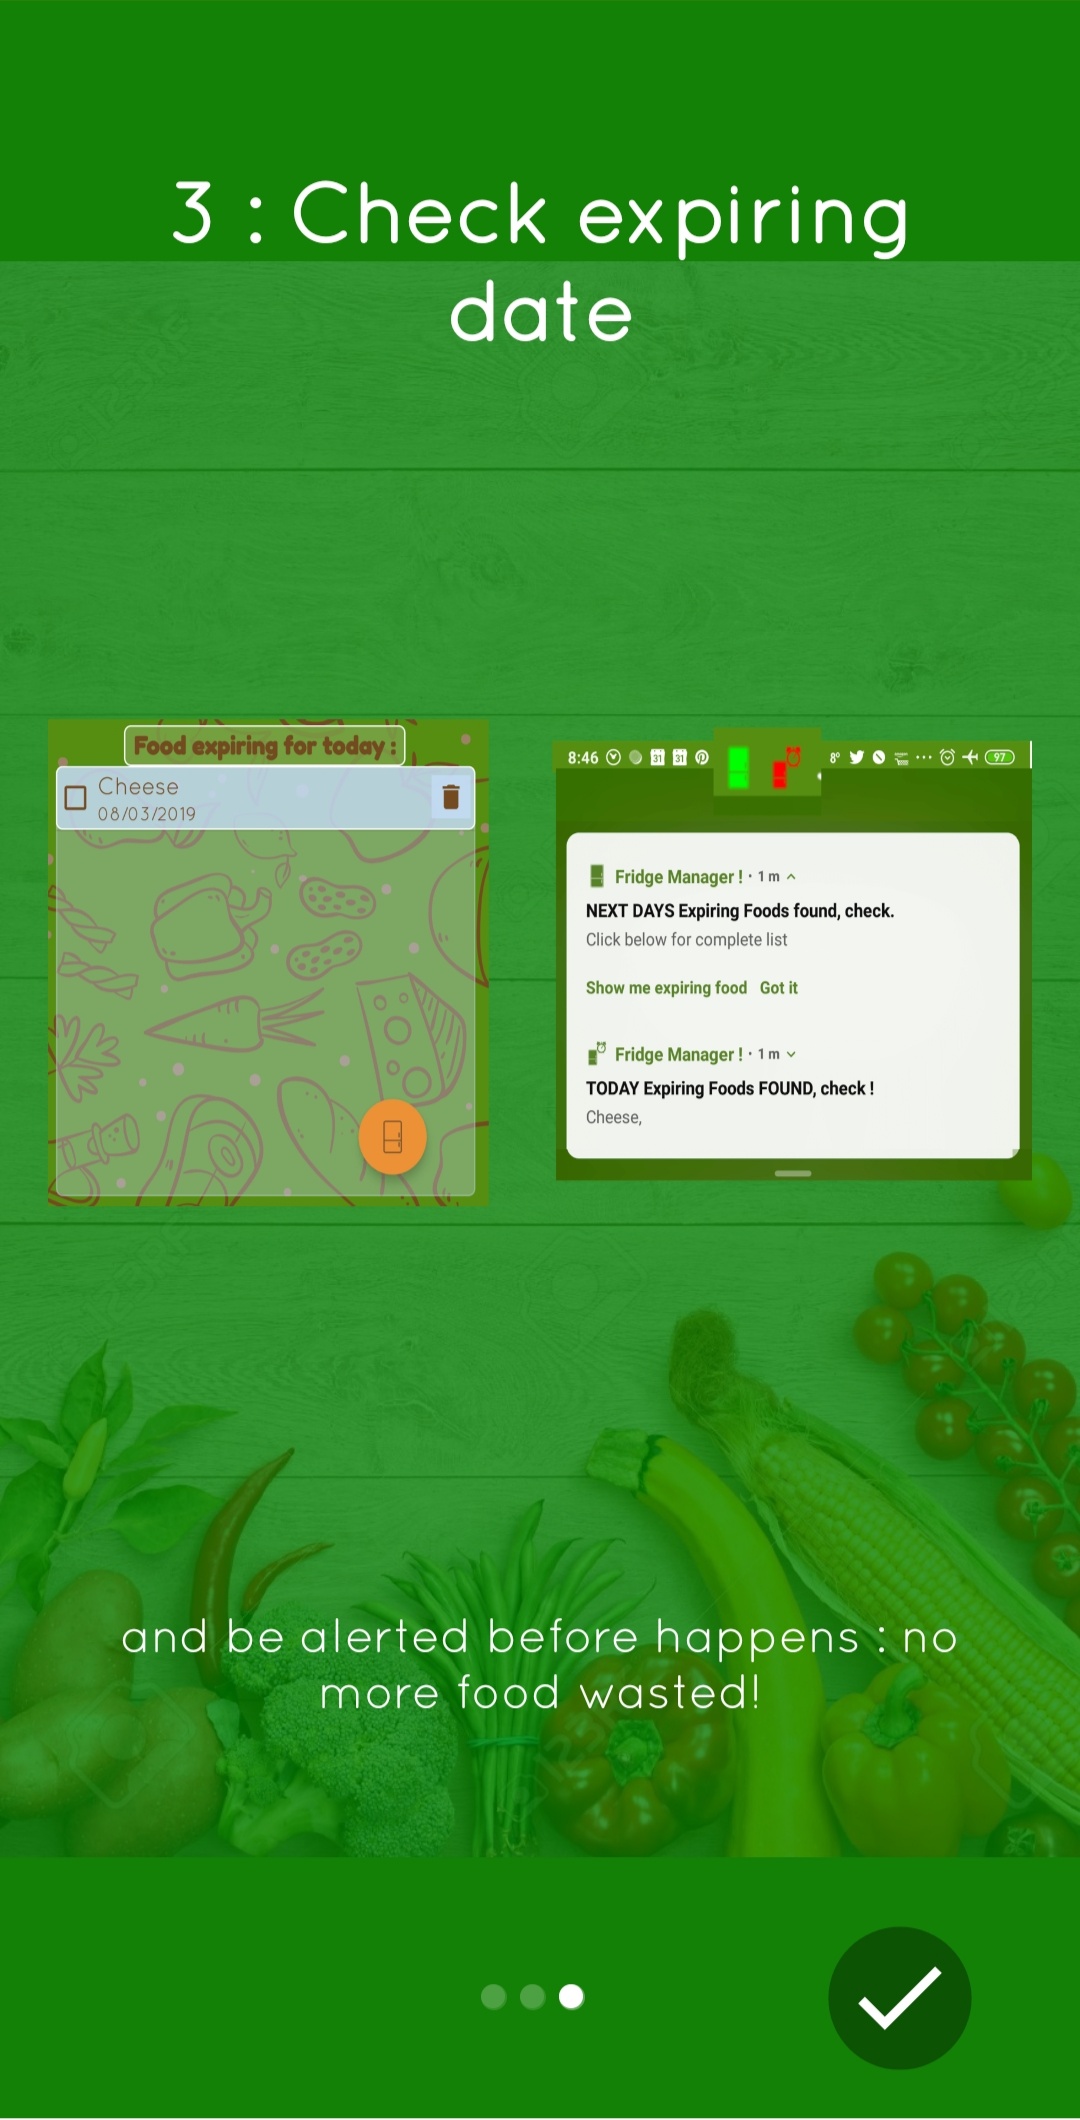 3 : Check expiring
date
Food expiring for today :
Cheese
08/03/2019
8:46
31
31
8°
97
Fridge Manager ! · 1 m
NEXT DAYS Expiring Foods found, check.
Click below for complete list
Show me expiring food Got it
Fridge Manager ! · 1 m
TODAY Expiring Foods FOUND, check !
Cheese,
and be alerted before happens : no
more food wasted!